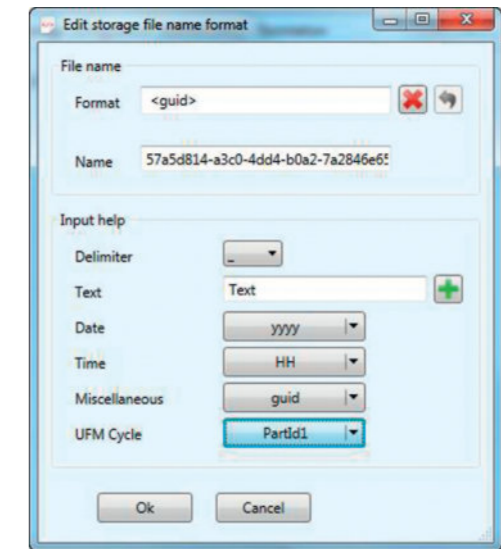 Edit storage file name format
File name
Format <guid>
Name 57a5d814-a3c0-4dd4-b0a2-7a2846e65
Input help
Delimiter _
Text Text
Date yyyy
Time HH
Miscellaneous guid
UFM Cycle PartId1
Ok Cancel